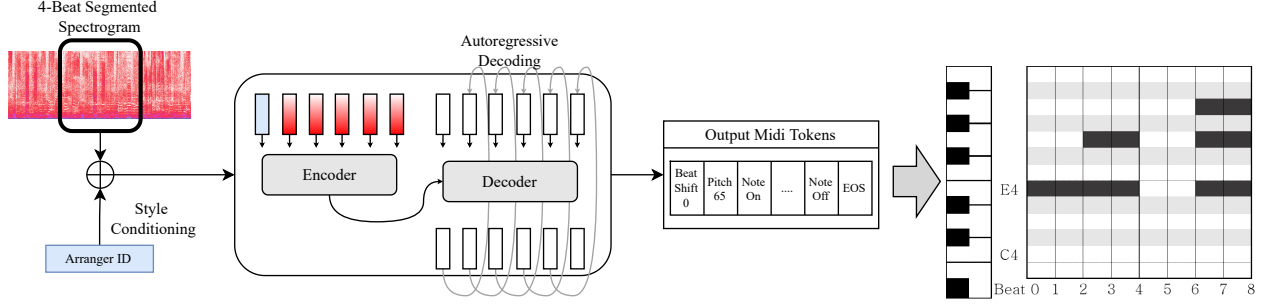 4-Beat Segmented
Spectrogram
Style
Conditioning
Arranger ID
Autoregressive
Decoding
Encoder
Decoder
Output Midi Tokens
Beat
Shift
0
Pitch
65
Note
On
....
Note
Off
EOS
E4
C4
Beat 0 1 2 3 4 5 6 7 8